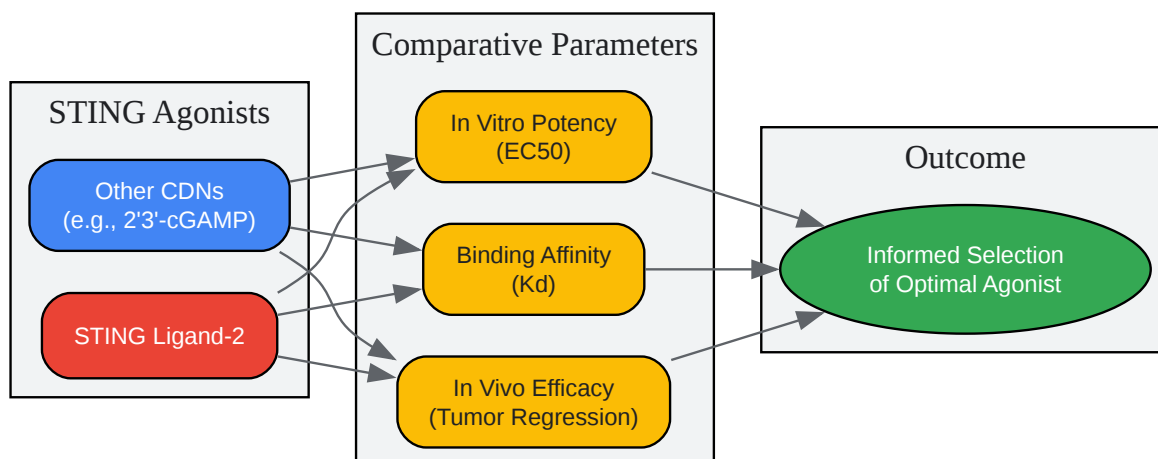 STING Agonists
Other CDNs
(e.g., 2'3'-cGAMP)
STING Ligand-2
Comparative Parameters
In Vitro Potency
(EC50)
Binding Affinity
(Kd)
In Vivo Efficacy
(Tumor Regression)
Outcome
Informed Selection
of Optimal Agonist